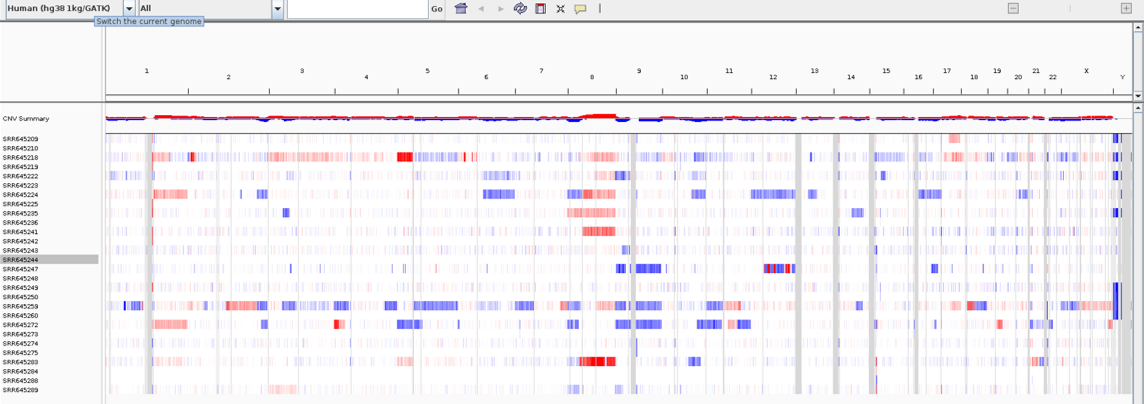 Human (hg38 1kg/GATK) All Go
Switch the current genome
1 2 3 4 5 6 7 8 9 10 11 12 13 14 15 16 17 18 19 20 21 22 X Y
CNV Summary
SRR645209
SRR645210
SRR645218
SRR645219
SRR645222
SRR645223
SRR645224
SRR645225
SRR645235
SRR645236
SRR645241
SRR645242
SRR645243
SRR645244
SRR645247
SRR645248
SRR645249
SRR645250
SRR645259
SRR645260
SRR645272
SRR645273
SRR645274
SRR645275
SRR645283
SRR645284
SRR645288
SRR645289